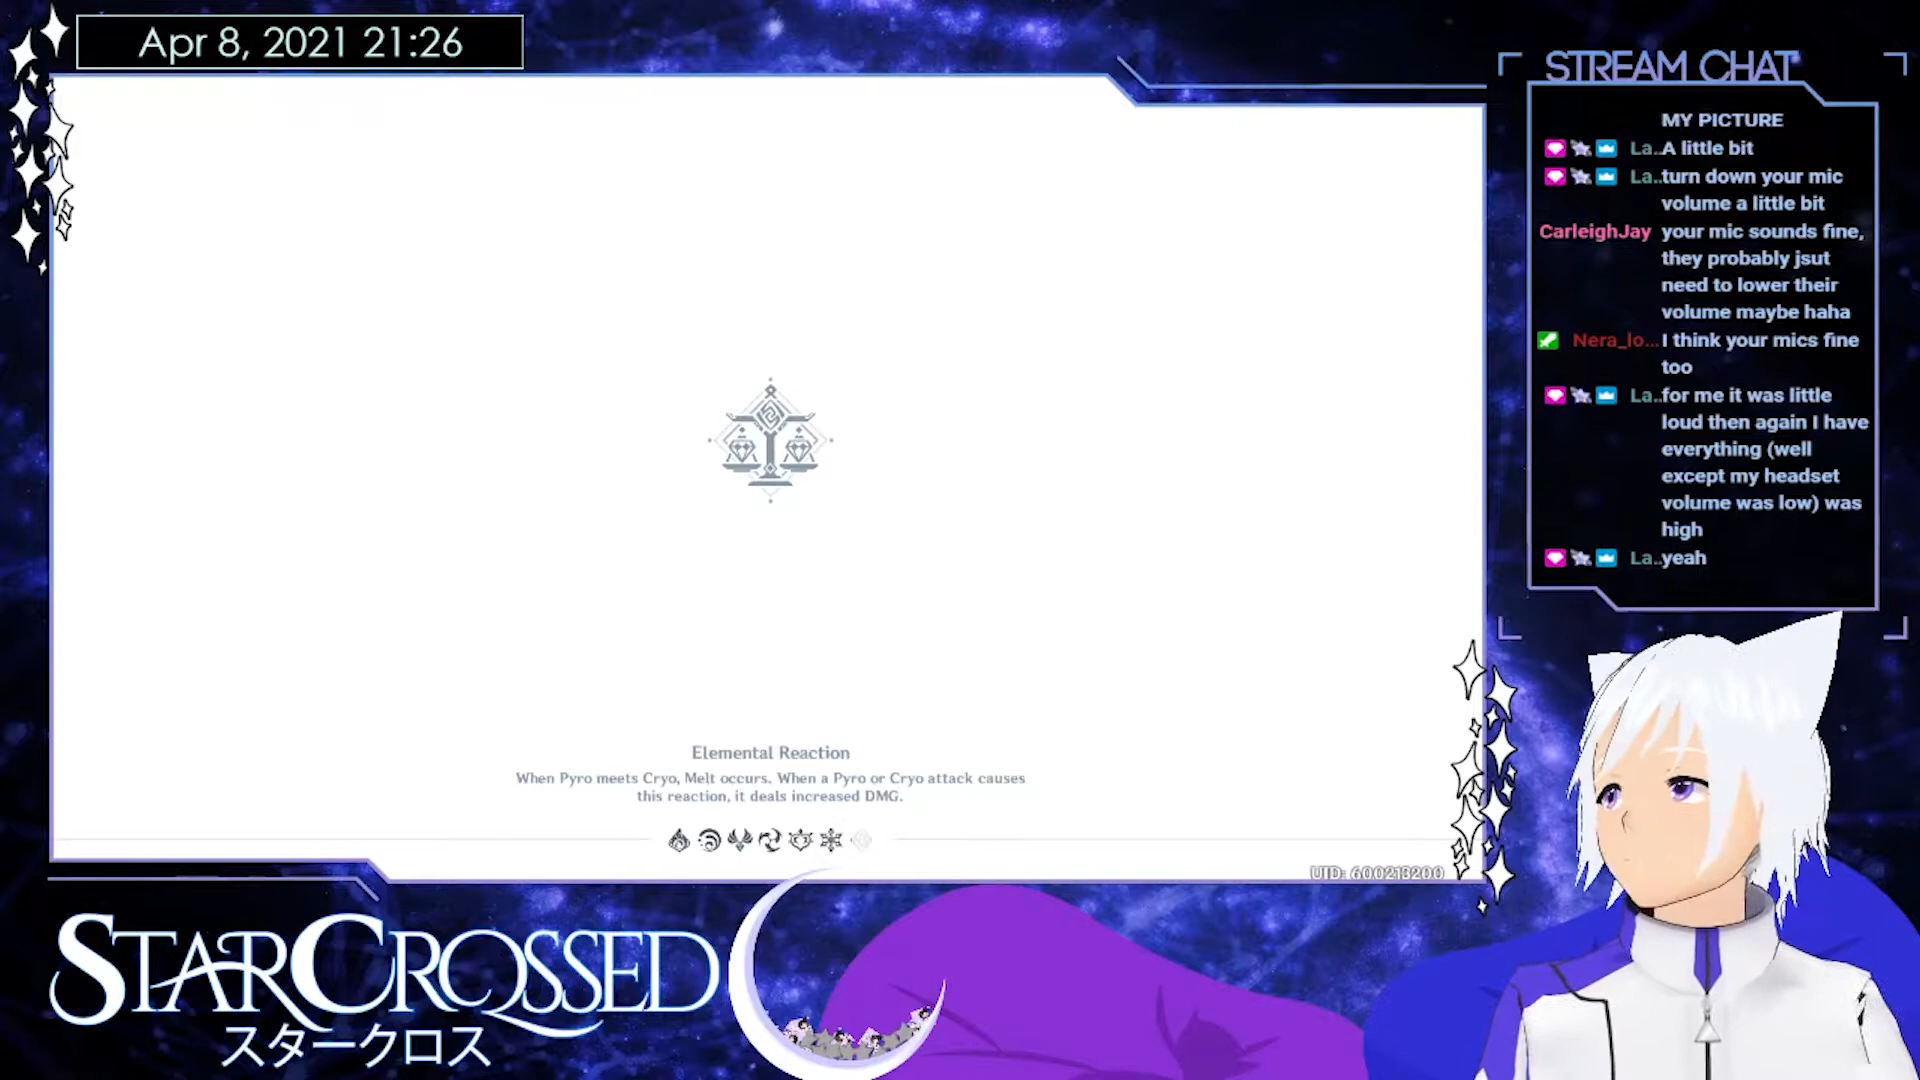 Apr 8, 2021 21:26
STREAM CHAT
MY PICTURE
La..A little bit
La..turn down your mic
volume a little bit
CarleighJay your mic sounds fine,
they probably jsut
need to lower their
volume maybe haha
Nera_lo... I think your mics fine
too
La..for me it was little
loud then again I have
everything (well
except my headset
volume was low) was
high
La..yeah
Elemental Reaction
When Pyro meets Cryo, Melt occurs. When a Pyro or Cryo attack causes
this reaction, it deals increased DMG.
UID: 600213200
STARCROSSED
スタークロス